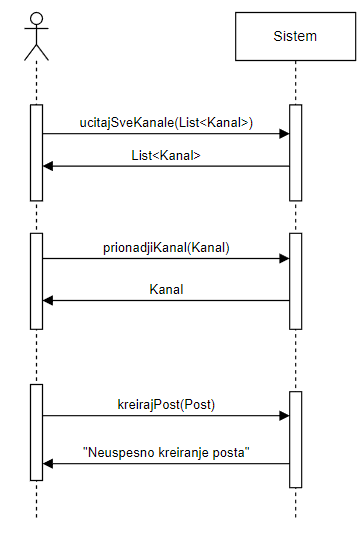 Sistem
ucitajSveKanale(List<Kanal>)
List<Kanal>
prionadjiKanal(Kanal)
Kanal
kreirajPost(Post)
"Neuspesno kreiranje posta"